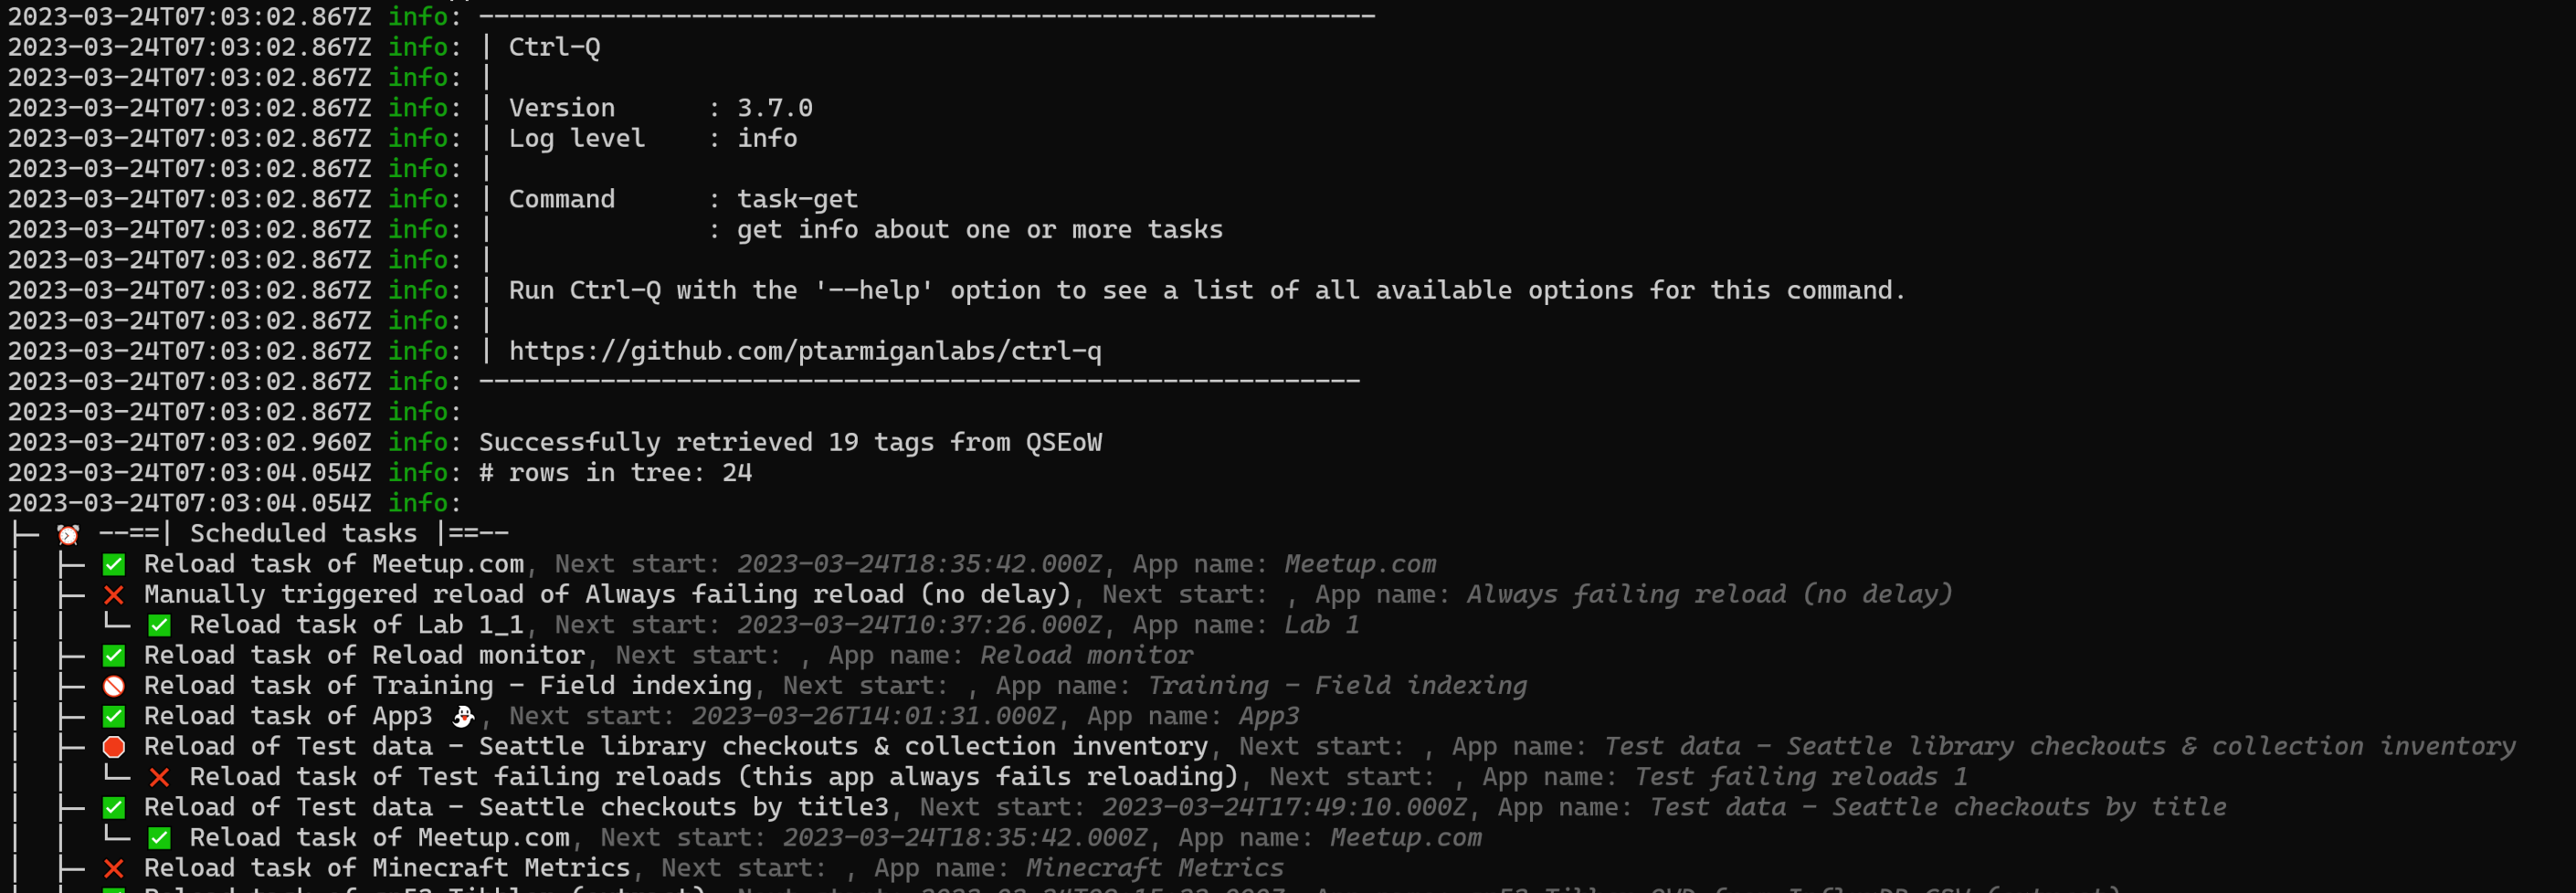 2023-03-24T07:03:02.867Z info: -----------------------------------------------------------
2023-03-24T07:03:02.867Z info: | Ctrl-Q
2023-03-24T07:03:02.867Z info: |
2023-03-24T07:03:02.867Z info: | Version      : 3.7.0
2023-03-24T07:03:02.867Z info: | Log level    : info
2023-03-24T07:03:02.867Z info: |
2023-03-24T07:03:02.867Z info: | Command      : task-get
2023-03-24T07:03:02.867Z info: |              : get info about one or more tasks
2023-03-24T07:03:02.867Z info: |
2023-03-24T07:03:02.867Z info: | Run Ctrl-Q with the '--help' option to see a list of all available options for this command.
2023-03-24T07:03:02.867Z info: |
2023-03-24T07:03:02.867Z info: | https://github.com/ptarmiganlabs/ctrl-q
2023-03-24T07:03:02.867Z info: ----------------------------------------------------------
2023-03-24T07:03:02.867Z info:
2023-03-24T07:03:02.960Z info: Successfully retrieved 19 tags from QSEoW
2023-03-24T07:03:04.054Z info: # rows in tree: 24
2023-03-24T07:03:04.054Z info:
├─ ⏰ --==| Scheduled tasks |==--
│  ├─ ✅ Reload task of Meetup.com, Next start: 2023-03-24T18:35:42.000Z, App name: Meetup.com
│  ├─ ❌ Manually triggered reload of Always failing reload (no delay), Next start: , App name: Always failing reload (no delay)
│  │  └─ ✅ Reload task of Lab 1_1, Next start: 2023-03-24T10:37:26.000Z, App name: Lab 1
│  ├─ ✅ Reload task of Reload monitor, Next start: , App name: Reload monitor
│  ├─ 🚫 Reload task of Training - Field indexing, Next start: , App name: Training - Field indexing
│  ├─ ✅ Reload task of App3 👻, Next start: 2023-03-26T14:01:31.000Z, App name: App3
│  ├─ 🛑 Reload of Test data - Seattle library checkouts & collection inventory, Next start: , App name: Test data - Seattle library checkouts & collection inventory
│  │  └─ ❌ Reload task of Test failing reloads (this app always fails reloading), Next start: , App name: Test failing reloads 1
│  ├─ ✅ Reload of Test data - Seattle checkouts by title3, Next start: 2023-03-24T17:49:10.000Z, App name: Test data - Seattle checkouts by title
│  │  └─ ✅ Reload task of Meetup.com, Next start: 2023-03-24T18:35:42.000Z, App name: Meetup.com
│  ├─ ❌ Reload task of Minecraft Metrics, Next start: , App name: Minecraft Metrics